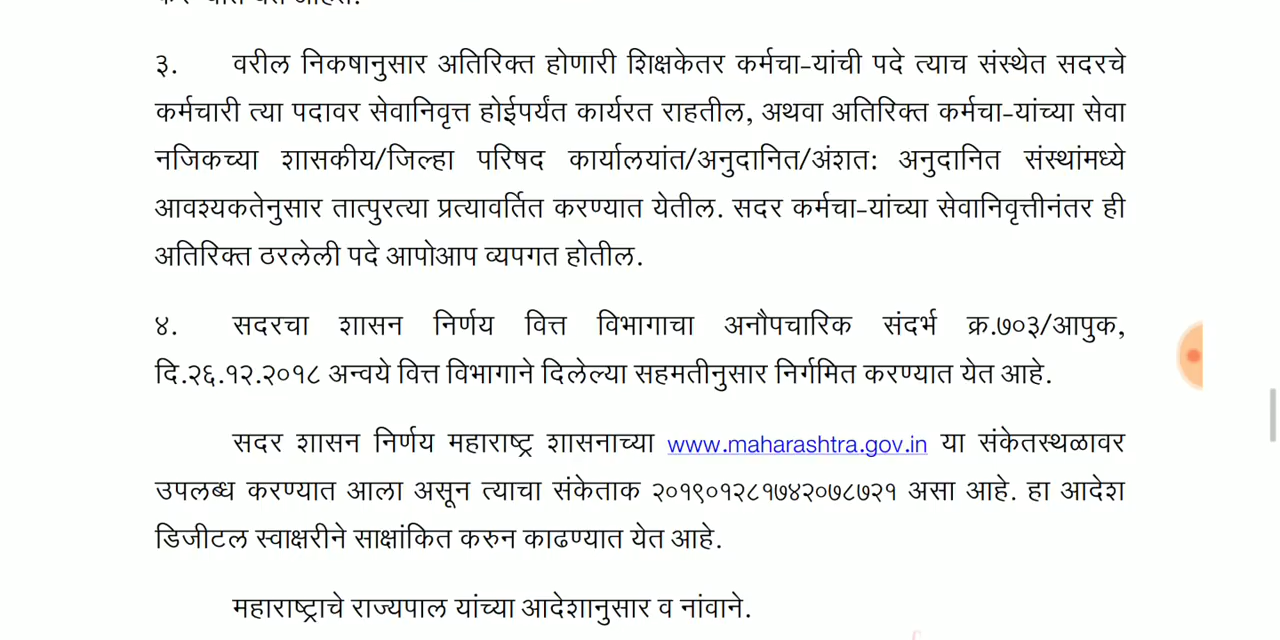 ३. वरील निकषानुसार अतिरिक्त होणारी शिक्षकेतर कर्मचा-यांची पदे त्याच संस्थेत सदरचे
कर्मचारी त्या पदावर सेवानिवृत्त होईपर्यंत कार्यरत राहतील, अथवा अतिरिक्त कर्मचा-यांच्या सेवा
नजिकच्या शासकीय/जिल्हा परिषद कार्यालयांत/अनुदानित/अंशत: अनुदानित संस्थांमध्ये
आवश्यकतेनुसार तात्पुरत्या प्रत्यावर्तित करण्यात येतील. सदर कर्मचा-यांच्या सेवानिवृत्तीनंतर ही
अतिरिक्त ठरलेली पदे आपोआप व्यपगत होतील.
४. सदरचा शासन निर्णय वित्त विभागाचा अनौपचारिक संदर्भ क्र.७०३/आपुक,
दि.२६.१२.२०१८ अन्वये वित्त विभागाने दिलेल्या सहमतीनुसार निर्गमित करण्यात येत आहे.
सदर शासन निर्णय महाराष्ट्र शासनाच्या www.maharashtra.gov.in या संकेतस्थळावर
उपलब्ध करण्यात आला असून त्याचा संकेताक २०१९०१२८१७४२०७८७२१ असा आहे. हा आदेश
डिजीटल स्वाक्षरीने साक्षांकित करुन काढण्यात येत आहे.
महाराष्ट्राचे राज्यपाल यांच्या आदेशानुसार व नांवाने.